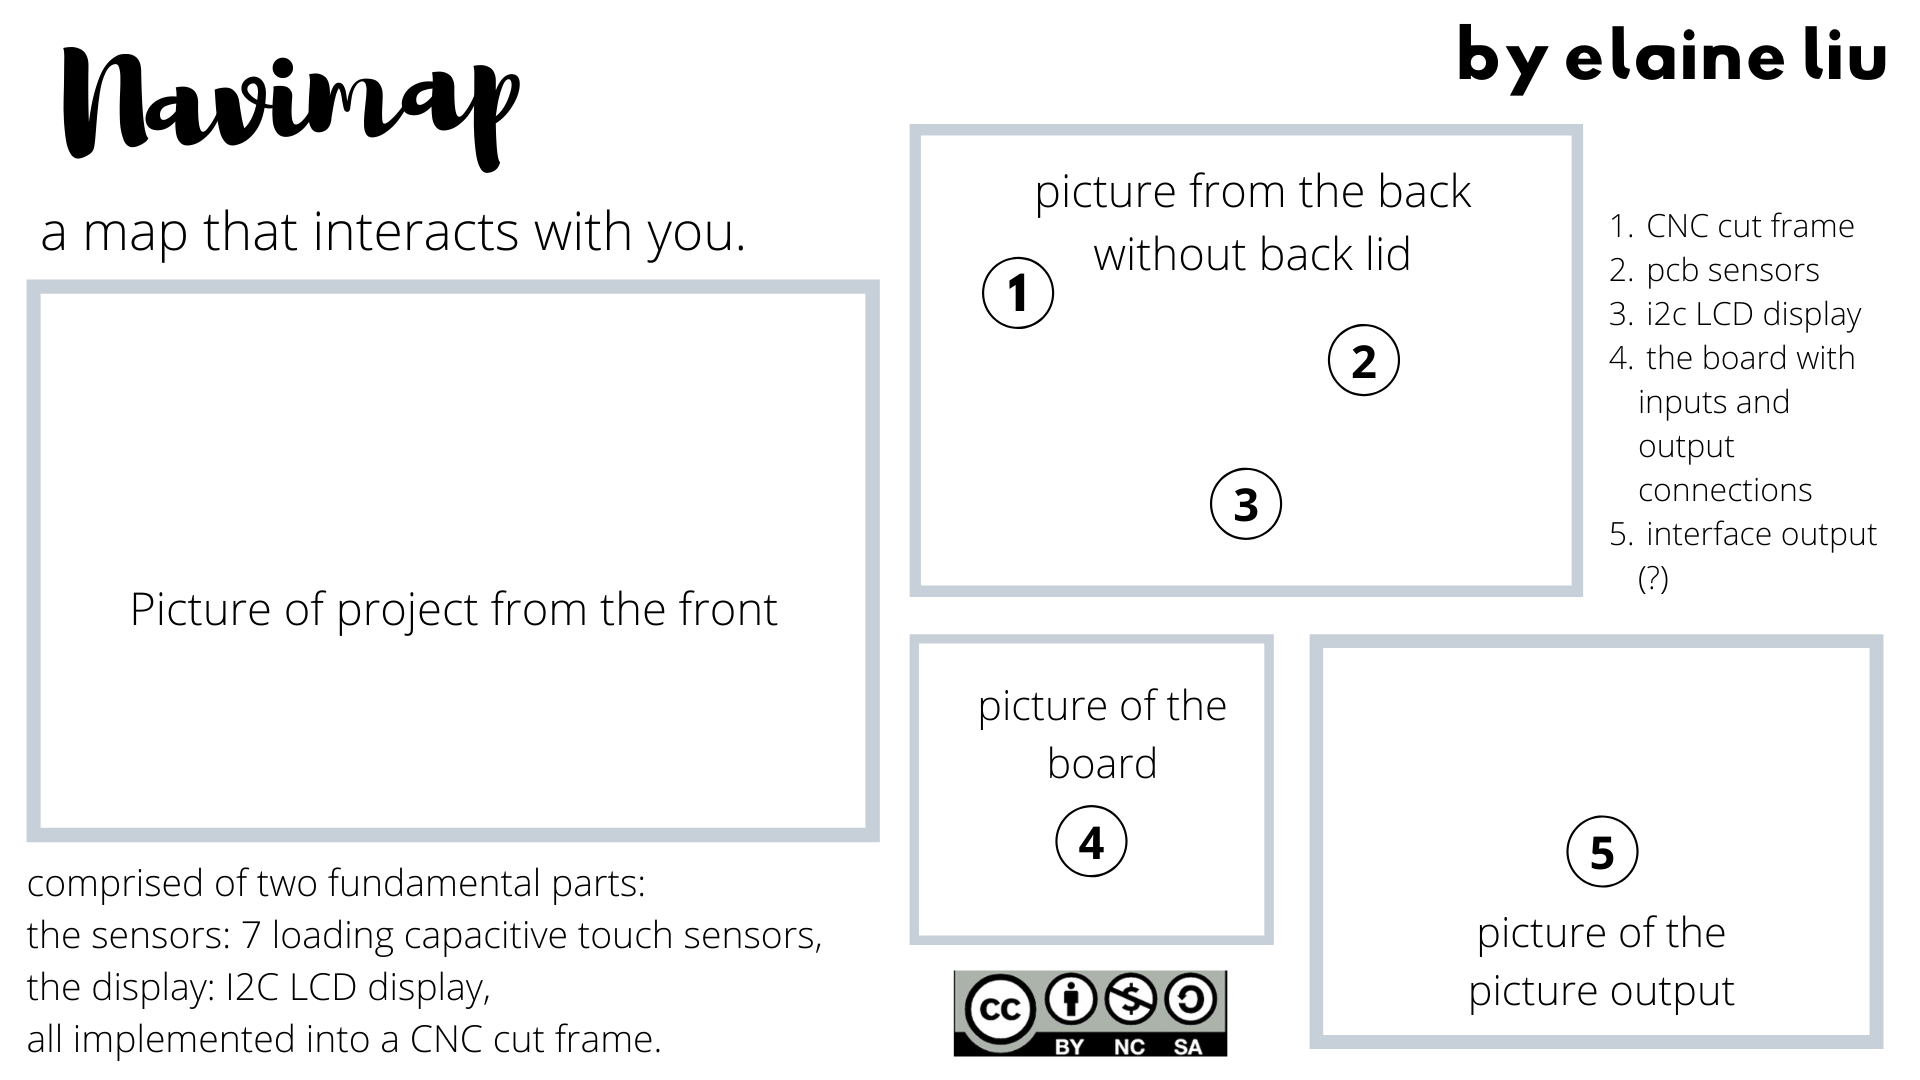 Navimap
by elaine liu
a map that interacts with you.
Picture of project from the front
comprised of two fundamental parts:
the sensors: 7 loading capacitive touch sensors,
the display: I2C LCD display,
all implemented into a CNC cut frame.
picture from the back
without back lid
1
2
3
1. CNC cut frame
2. pcb sensors
3. i2c LCD display
4. the board with
inputs and
output
connections
5. interface output
(?)
picture of the
board
4
5
picture of the
picture output
cc
BY NC SA